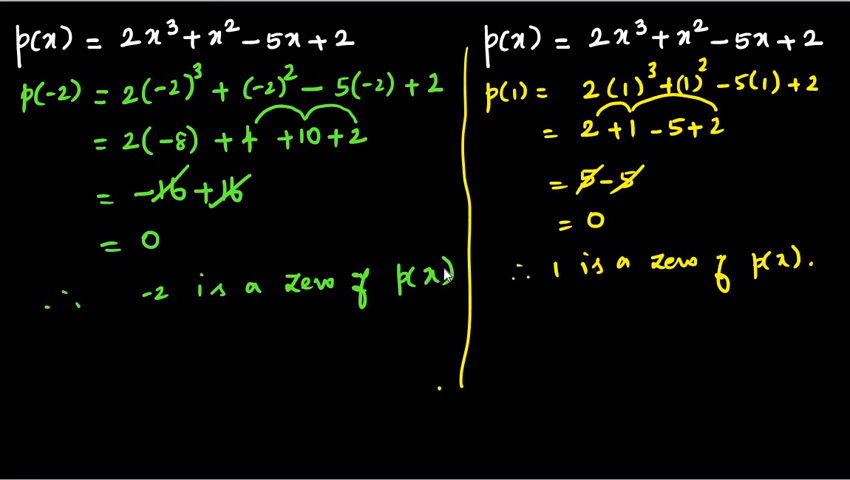 p(x) = 2x³ + x² - 5x + 2
p(-2) = 2(-2)³ + (-2)² - 5(-2) + 2
= 2(-8) + 4 + 10 + 2
= -16 + 16
= 0
∴ -2 is a zero of p(x)
p(x) = 2x³ + x² - 5x + 2
p(1) = 2(1)³ + (1)² - 5(1) + 2
= 2 + 1 - 5 + 2
= 5 - 5
= 0
∴ 1 is a zero of p(x).